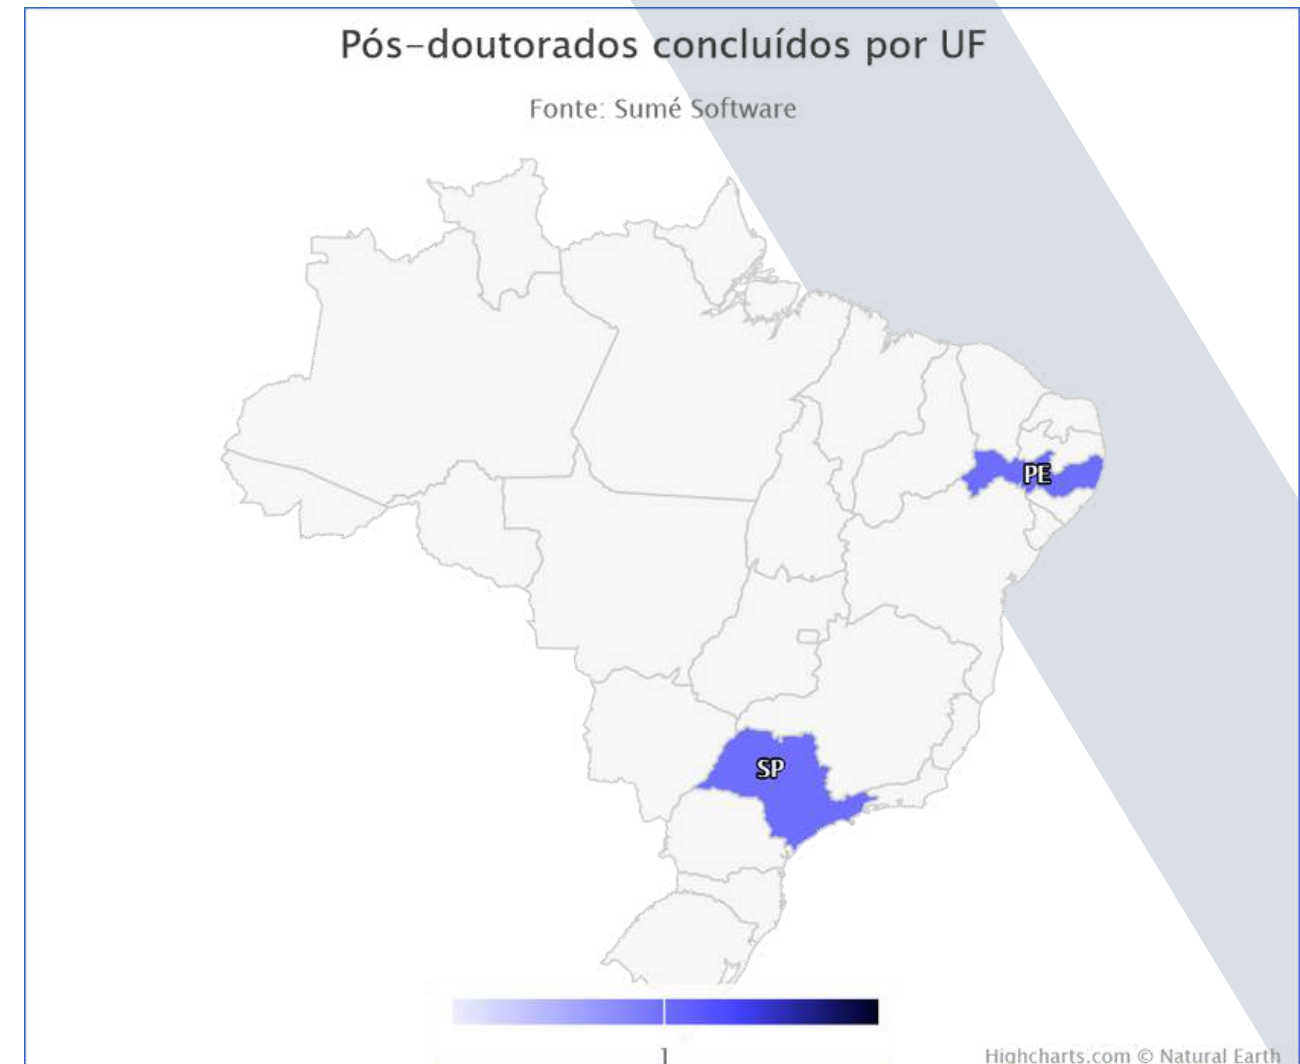 Pós-doutorados concluídos por UF
Fonte: Sumé Software
PE
SP
1
Highcharts.com © Natural Earth